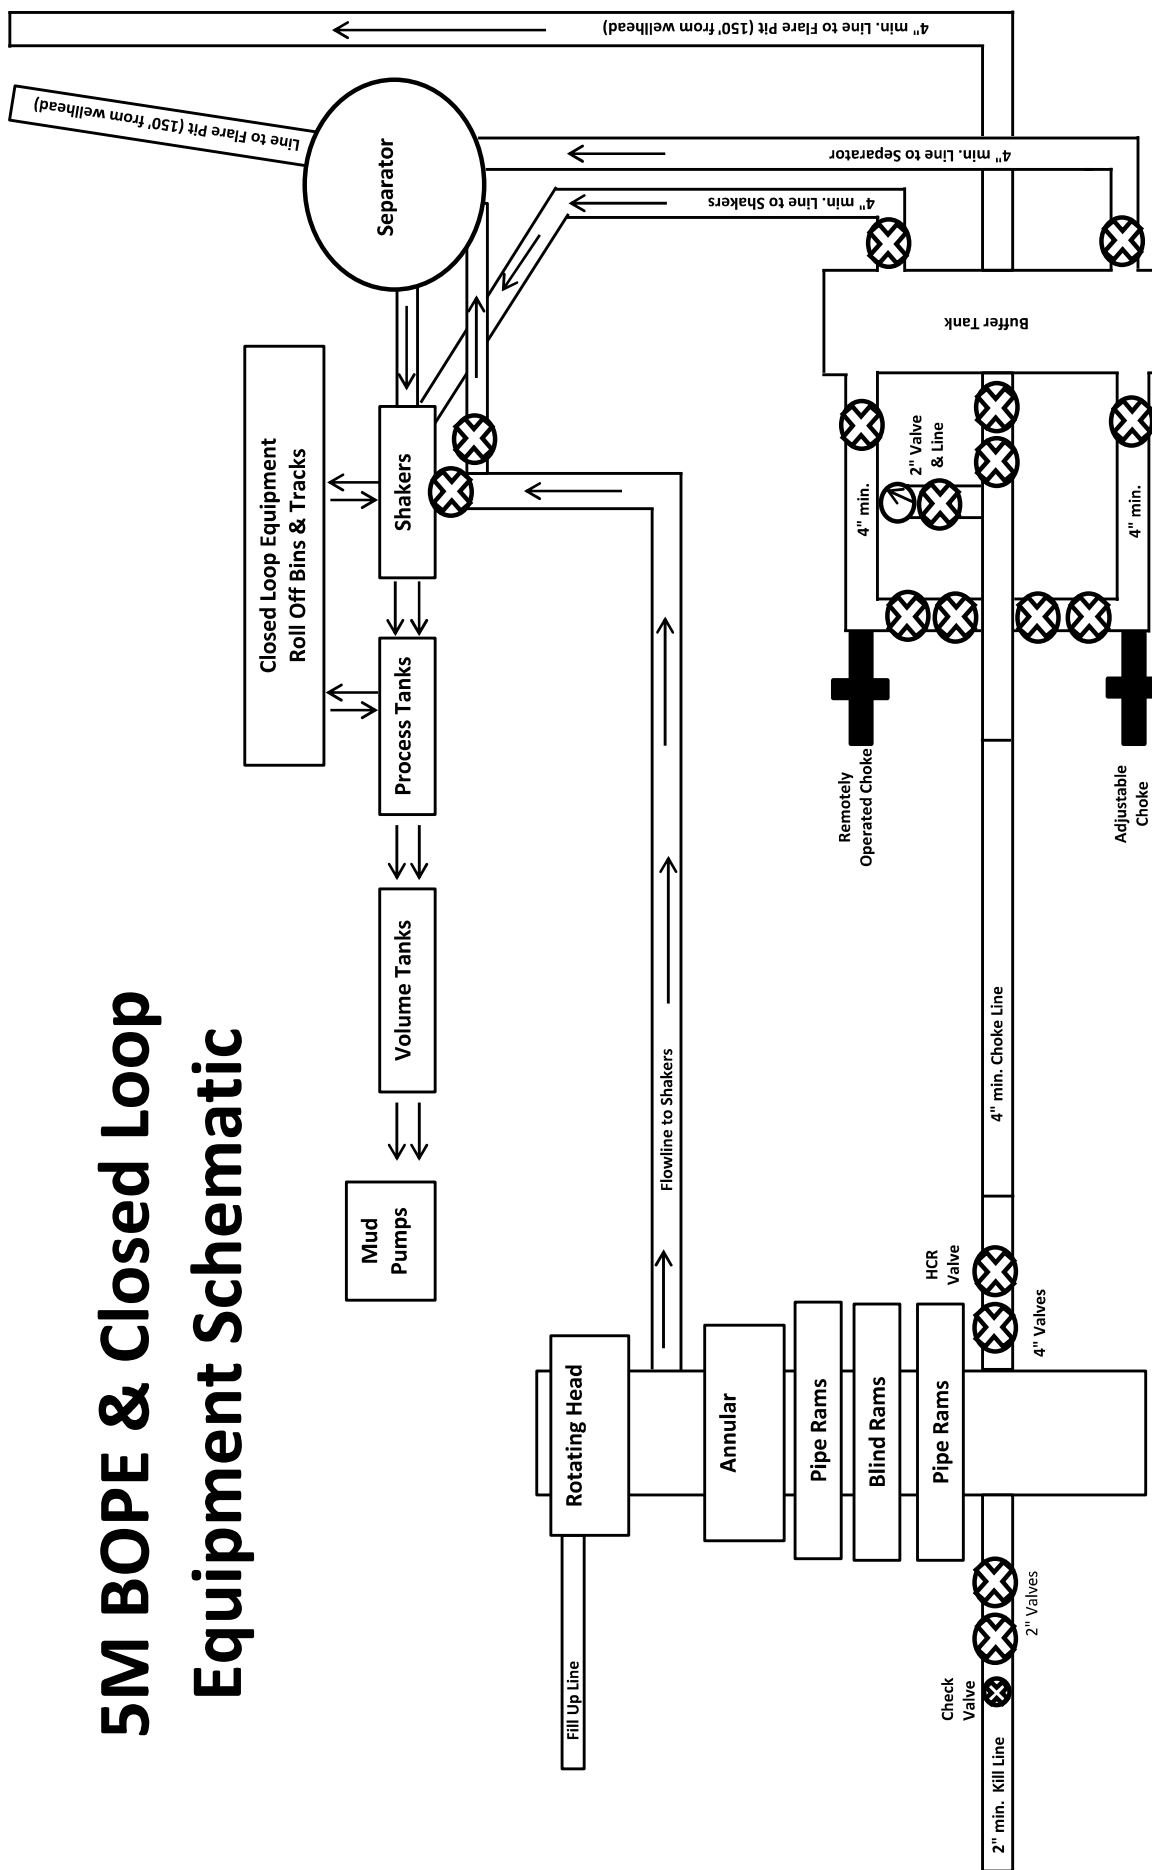 5M BOPE & Closed Loop
Equipment Schematic
4" min. Line to Flare Pit (150' from wellhead)
Line to Flare Pit (150' from wellhead)
Separator
4" min. Line to Separator
4" min. Line to Shakers
Closed Loop Equipment
Roll Off Bins & Tracks
Mud
Pumps
Volume Tanks
Process Tanks
Shakers
Buffer Tank
2" Valve
& Line
4" min.
4" min.
Remotely
Operated Choke
Adjustable
Choke
Fill Up Line
Rotating Head
Flowline to Shakers
Annular
Pipe Rams
Blind Rams
Pipe Rams
HCR
Valve
4" Valves
4" min. Choke Line
2" Valves
Check
Valve
2" min. Kill Line